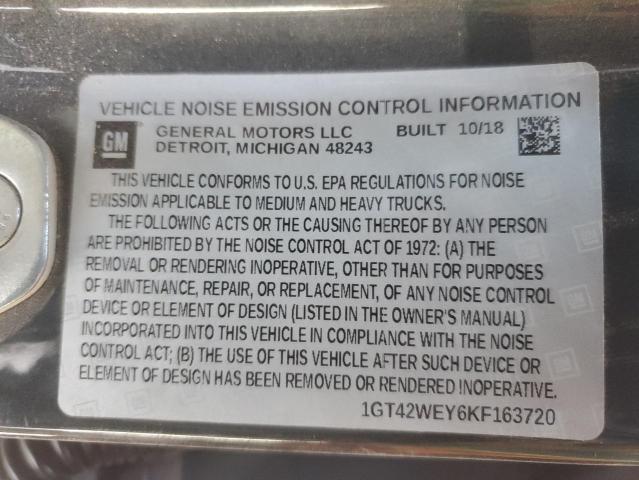 VEHICLE NOISE EMISSION CONTROL INFORMATION
GM GENERAL MOTORS LLC BUILT 10/18
DETROIT, MICHIGAN 48243
THIS VEHICLE CONFORMS TO U.S. EPA REGULATIONS FOR NOISE
EMISSION APPLICABLE TO MEDIUM AND HEAVY TRUCKS.
THE FOLLOWING ACTS OR THE CAUSING THEREOF BY ANY PERSON
ARE PROHIBITED BY THE NOISE CONTROL ACT OF 1972: (A) THE
REMOVAL OR RENDERING INOPERATIVE, OTHER THAN FOR PURPOSES
OF MAINTENANCE, REPAIR, OR REPLACEMENT, OF ANY NOISE CONTROL
DEVICE OR ELEMENT OF DESIGN (LISTED IN THE OWNER'S MANUAL)
INCORPORATED INTO THIS VEHICLE IN COMPLIANCE WITH THE NOISE
CONTROL ACT; (B) THE USE OF THIS VEHICLE AFTER SUCH DEVICE OR
ELEMENT OF DESIGN HAS BEEN REMOVED OR RENDERED INOPERATIVE.
1GT42WEY6KF163720